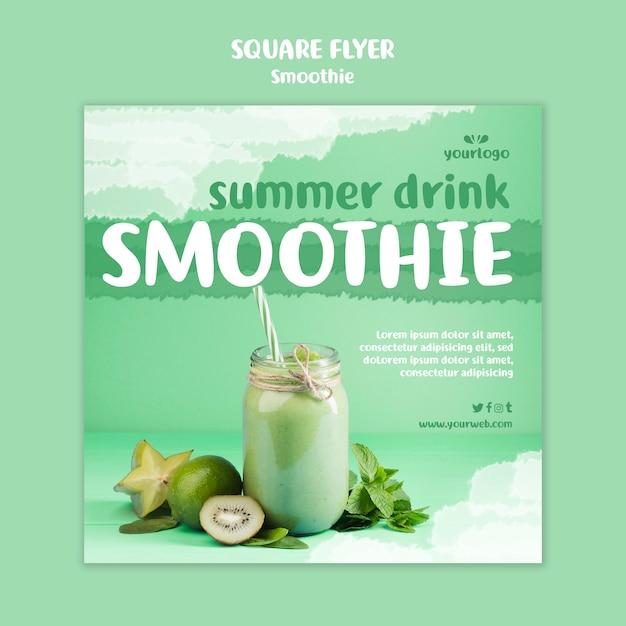 SQUARE FLYER
Smoothie
yourlogo
summer drink
SMOOTHIE
Lorem ipsum dolor sit amet,
consectetur adipisicing elit, sed
dolorem ipsum dolor sit amet,
consectetur adipisicing
www.yourweb.com